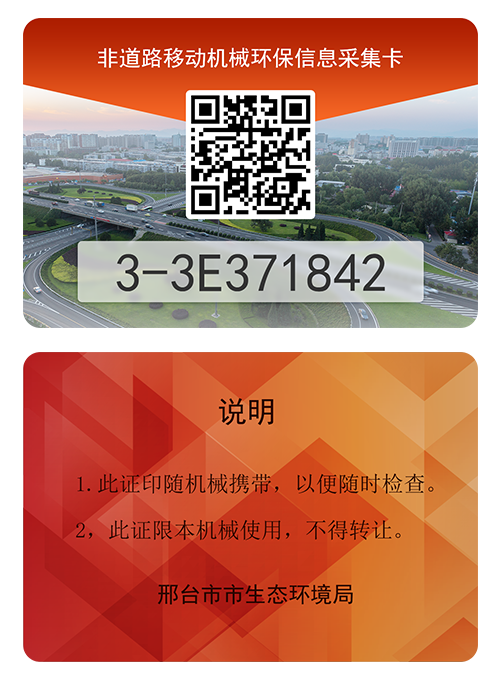 非道路移动机械环保信息采集卡
3-3E371842
说明
1.此证印随机械携带，以便随时检查。
2，此证限本机械使用，不得转让。
邢台市市生态环境局